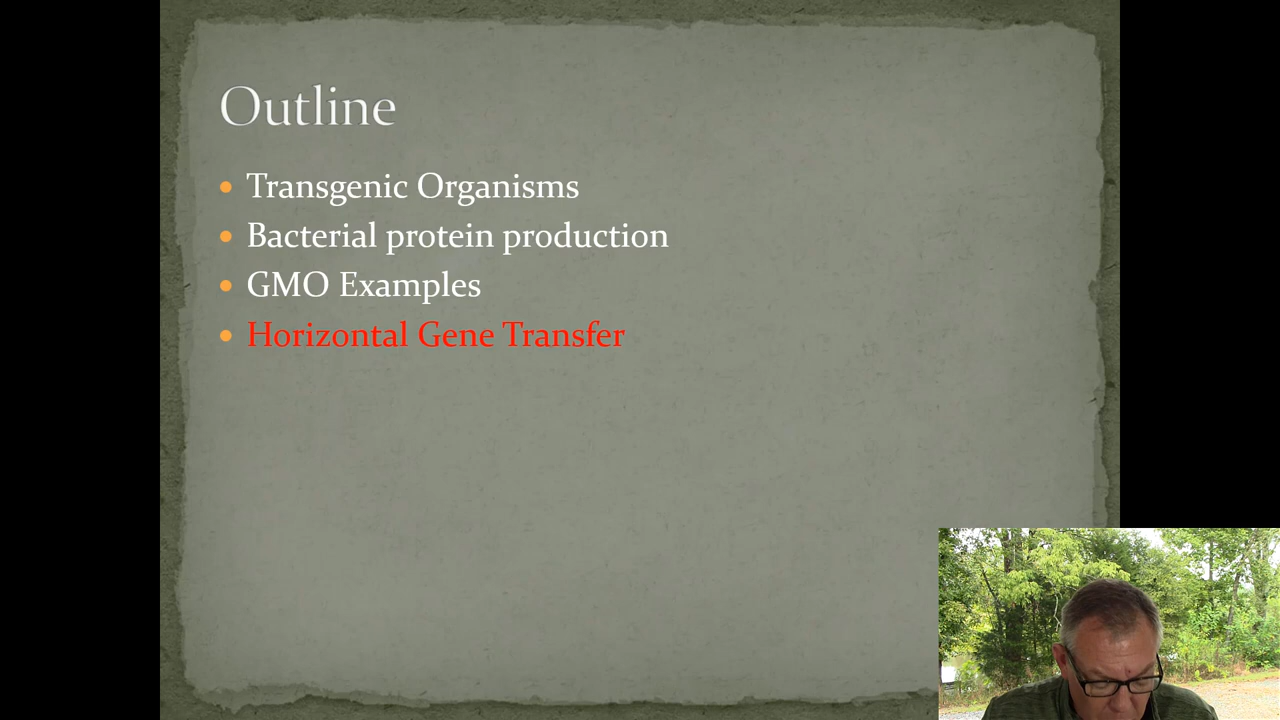 Outline
Transgenic Organisms
Bacterial protein production
GMO Examples
Horizontal Gene Transfer